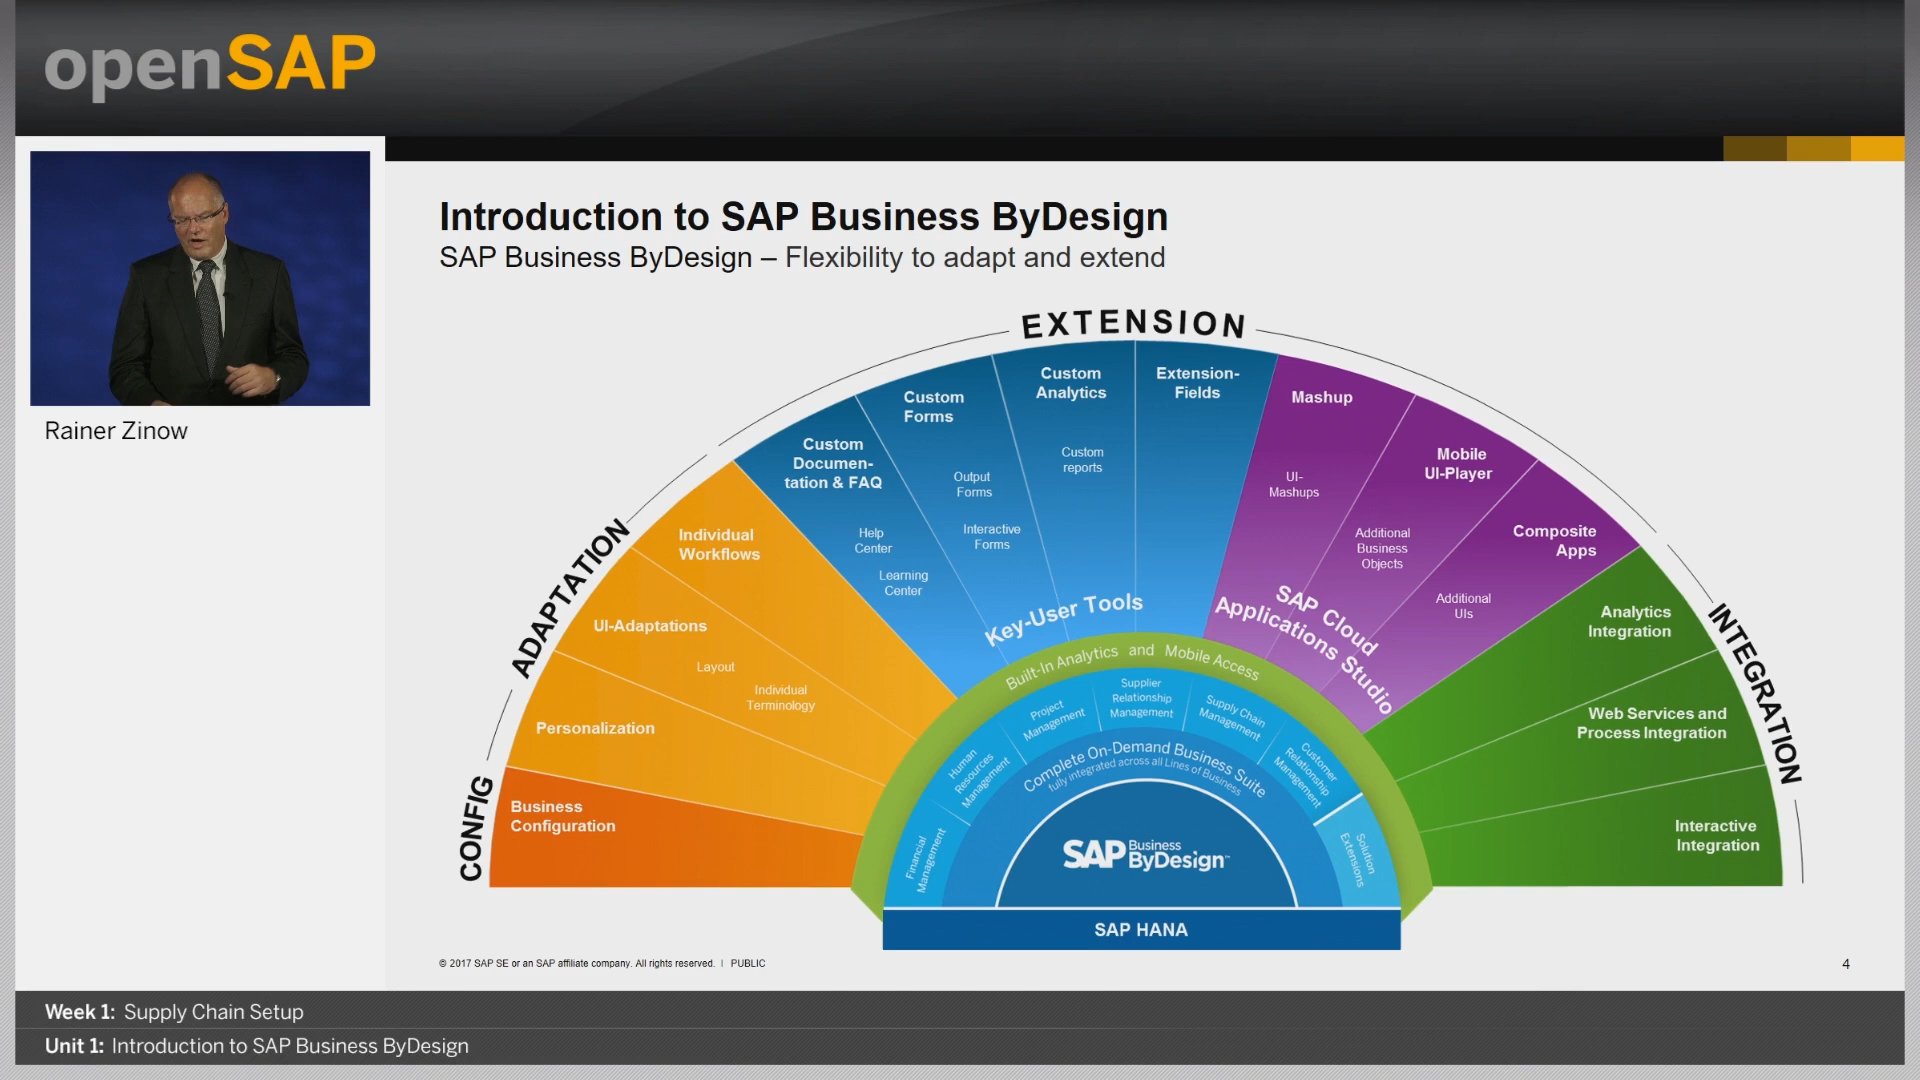 openSAP
Rainer Zinow
Introduction to SAP Business ByDesign
SAP Business ByDesign – Flexibility to adapt and extend
CONFIG
ADAPTATION
EXTENSION
INTEGRATION
Business
Configuration
Personalization
UI-Adaptations
Layout
Individual
Terminology
Individual
Workflows
Custom
Documen-
tation & FAQ
Help
Center
Learning
Center
Custom
Forms
Output
Forms
Interactive
Forms
Custom
Analytics
Custom
reports
Extension-
Fields
Key-User Tools
Mashup
UI-
Mashups
Mobile
UI-Player
Additional
Business
Objects
Composite
Apps
Additional
UIs
SAP Cloud
Applications Studio
Analytics
Integration
Web Services and
Process Integration
Interactive
Integration
Built-In Analytics and Mobile Access
Financial
Management
Human
Resources
Management
Project
Management
Supplier
Relationship
Management
Supply Chain
Management
Customer
Relationship
Management
Solution
Extensions
Complete On-Demand Business Suite
fully integrated across all Lines of Business
SAP Business
ByDesign™
SAP HANA
© 2017 SAP SE or an SAP affiliate company. All rights reserved. | PUBLIC
4
Week 1: Supply Chain Setup
Unit 1: Introduction to SAP Business ByDesign